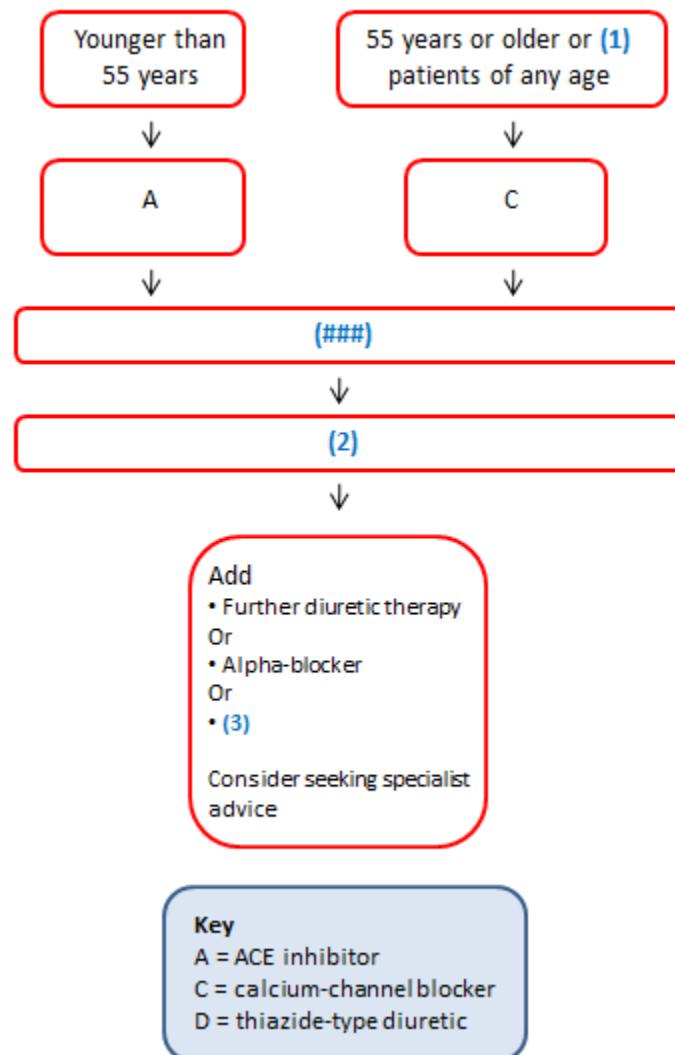 Younger than
55 years
55 years or older or (1)
patients of any age
A
C
(###)
(2)
Add
• Further diuretic therapy
Or
• Alpha-blocker
Or
• (3)
Consider seeking specialist
advice
Key
A = ACE inhibitor
C = calcium-channel blocker
D = thiazide-type diuretic